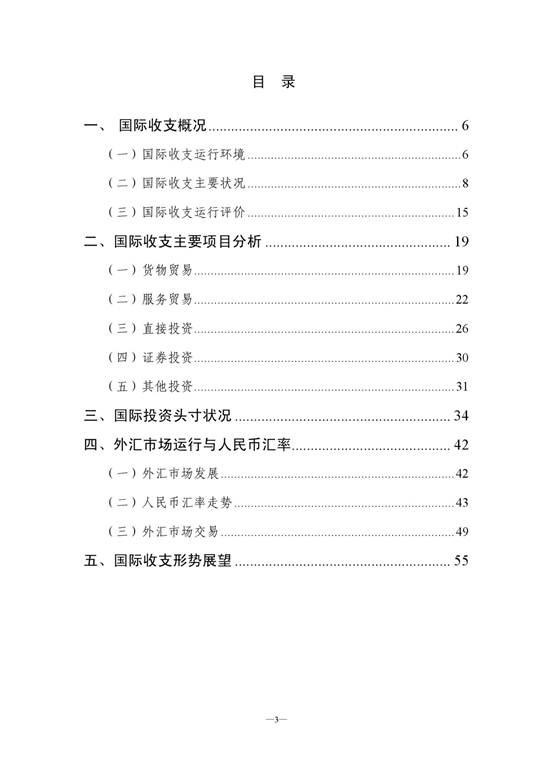 目 录
一、 国际收支概况 6
（一）国际收支运行环境 6
（二）国际收支主要状况 8
（三）国际收支运行评价 15
二、国际收支主要项目分析 19
（一）货物贸易 19
（二）服务贸易 22
（三）直接投资 26
（四）证券投资 30
（五）其他投资 31
三、国际投资头寸状况 34
四、外汇市场运行与人民币汇率 42
（一）外汇市场发展 42
（二）人民币汇率走势 43
（三）外汇市场交易 49
五、国际收支形势展望 55
—3—